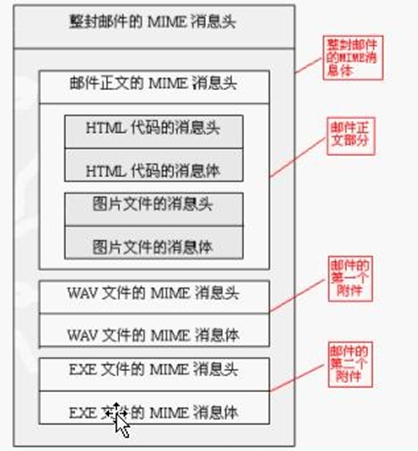 整封邮件的 MIME 消息头
整封邮件
的MIME消
息体
邮件正文的 MIME 消息头
HTML 代码的消息头
邮件正
文部分
HTML 代码的消息体
图片文件的消息头
图片文件的消息体
WAV 文件的 MIME 消息头
邮件的
第一个
附件
WAV 文件的 MIME 消息体
EXE 文件的 MIME 消息头
邮件的
第二个
附件
EXE 文件的 MIME 消息体